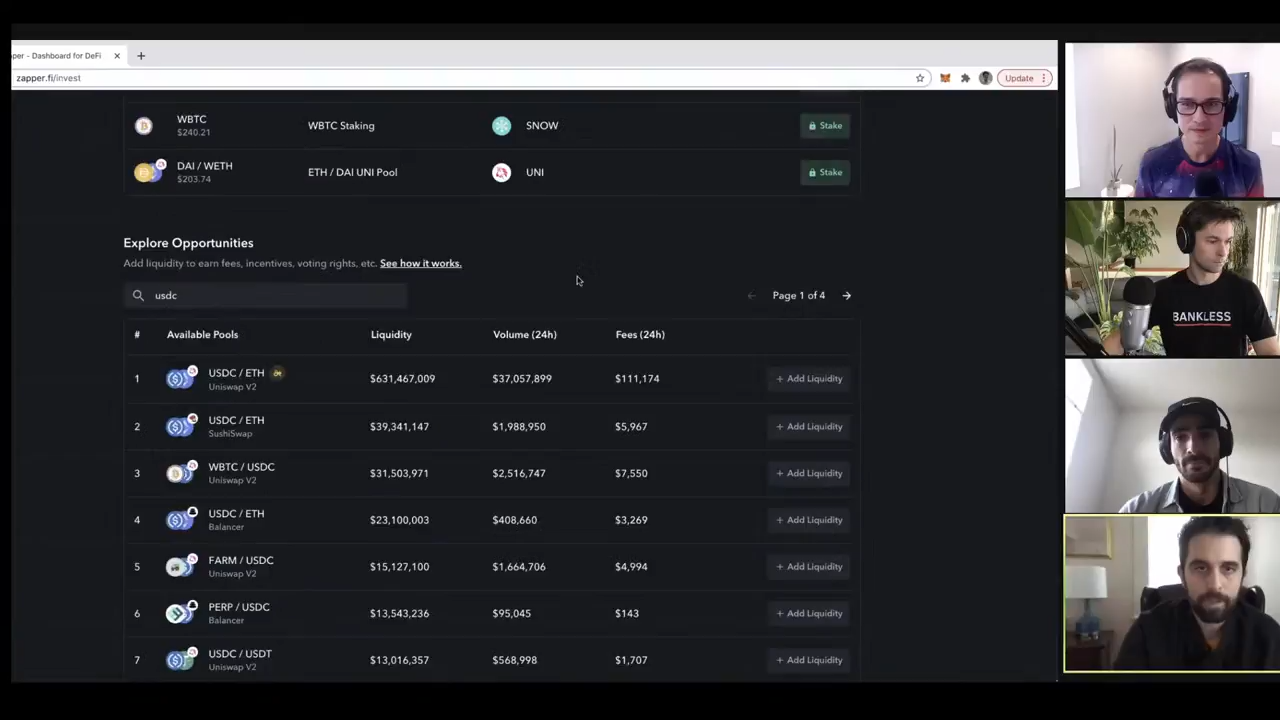 per - Dashboard for DeFi
zapper.fi/invest
Update
WBTC WBTC Staking SNOW Stake
$240.21
DAI / WETH ETH / DAI UNI Pool UNI Stake
$203.74
Explore Opportunities
Add liquidity to earn fees, incentives, voting rights, etc. See how it works.
usdc Page 1 of 4
# Available Pools Liquidity Volume (24h) Fees (24h)
1 USDC / ETH $631,467,009 $37,057,899 $111,174 + Add Liquidity
Uniswap V2
2 USDC / ETH $39,341,147 $1,988,950 $5,967 + Add Liquidity
SushiSwap
3 WBTC / USDC $31,503,971 $2,516,747 $7,550 + Add Liquidity
Uniswap V2
4 USDC / ETH $23,100,003 $408,660 $3,269 + Add Liquidity
Balancer
5 FARM / USDC $15,127,100 $1,664,706 $4,994 + Add Liquidity
Uniswap V2
6 PERP / USDC $13,543,236 $95,045 $143 + Add Liquidity
Balancer
7 USDC / USDT $13,016,357 $568,998 $1,707 + Add Liquidity
Uniswap V2
BANKLESS